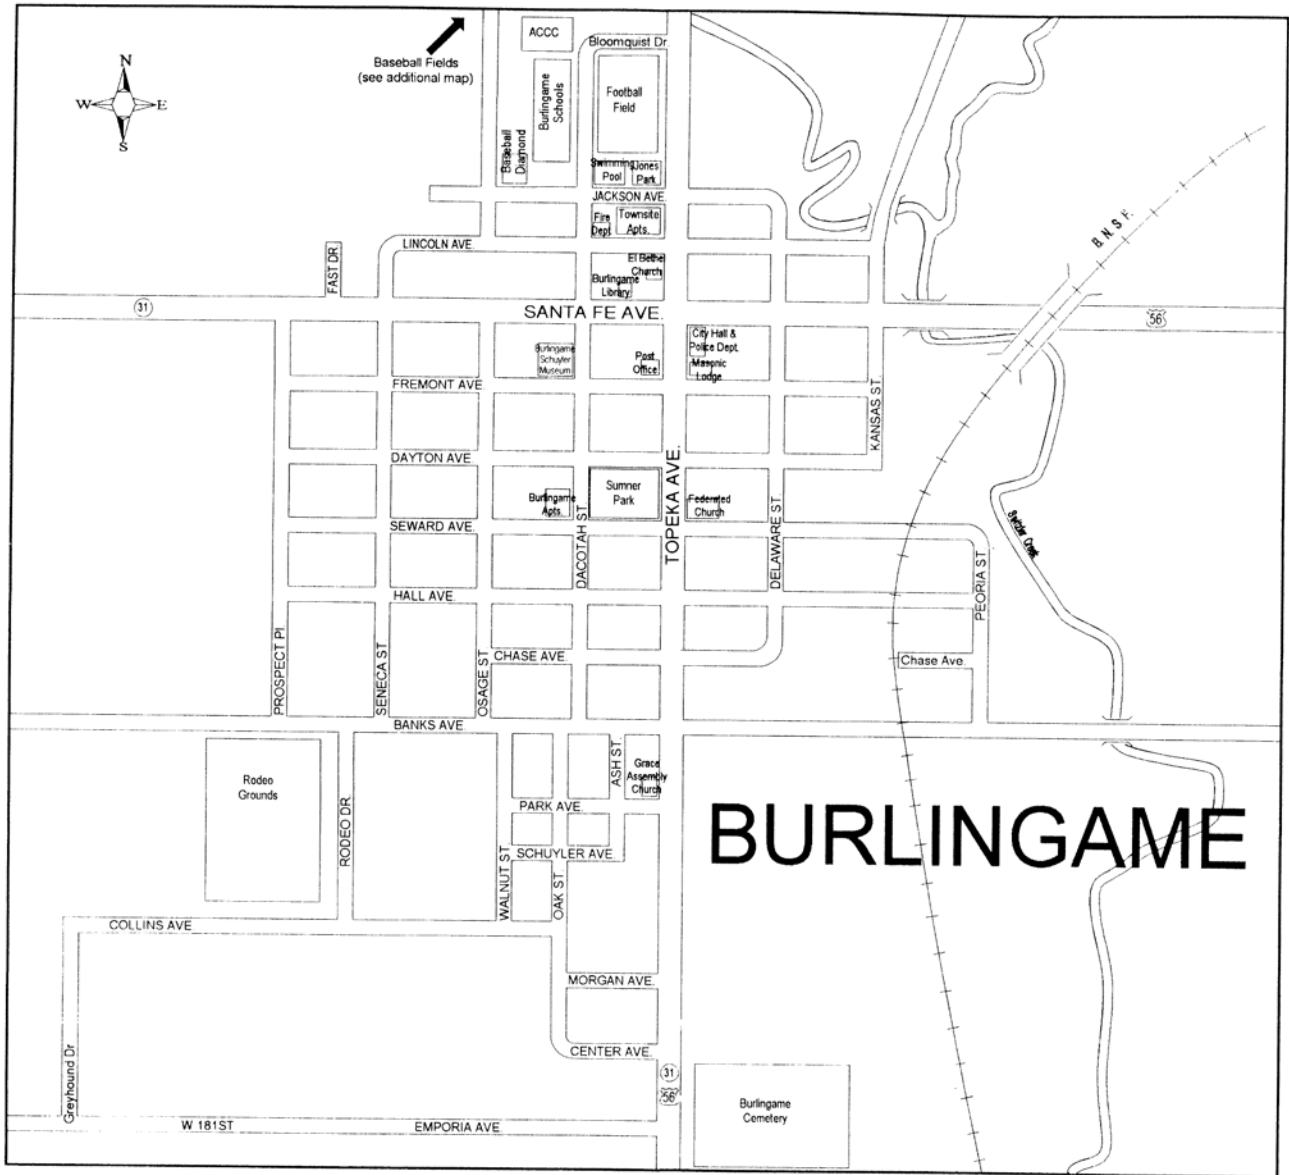 ACCC
Bloomquist Dr.
Baseball Fields
(see additional map)
N
W
E
S
Burlingame
Schools
Football
Field
Baseball
Diamond
Swimming
Pool
Jones
Park
JACKSON AVE.
Fire
Dept
Townsite
Apts.
B. N. S. F.
LINCOLN AVE.
FAST DR.
El Bethel
Church
Burlingame
Library
31
SANTA FE AVE.
56
Burlingame
Schuyler
Museum
Post
Office
City Hall &
Police Dept.
Masonic
Lodge
FREMONT AVE.
KANSAS ST.
DAYTON AVE.
TOPEKA AVE.
Burlingame
Apts.
Sumner
Park
Federated
Church
DACOTAH ST.
DELAWARE ST.
SEWARD AVE.
Switzler Creek
PEORIA ST
HALL AVE.
PROSPECT Pl
SENECA ST
OSAGE ST
CHASE AVE.
Chase Ave.
BANKS AVE.
ASH ST.
Grace
Assembly
Church
Rodeo
Grounds
RODEO DR.
PARK AVE.
BURLINGAME
SCHUYLER AVE.
WALNUT ST
OAK ST.
COLLINS AVE
MORGAN AVE.
CENTER AVE.
Greyhound Dr
31
56
Burlingame
Cemetery
W 181ST
EMPORIA AVE